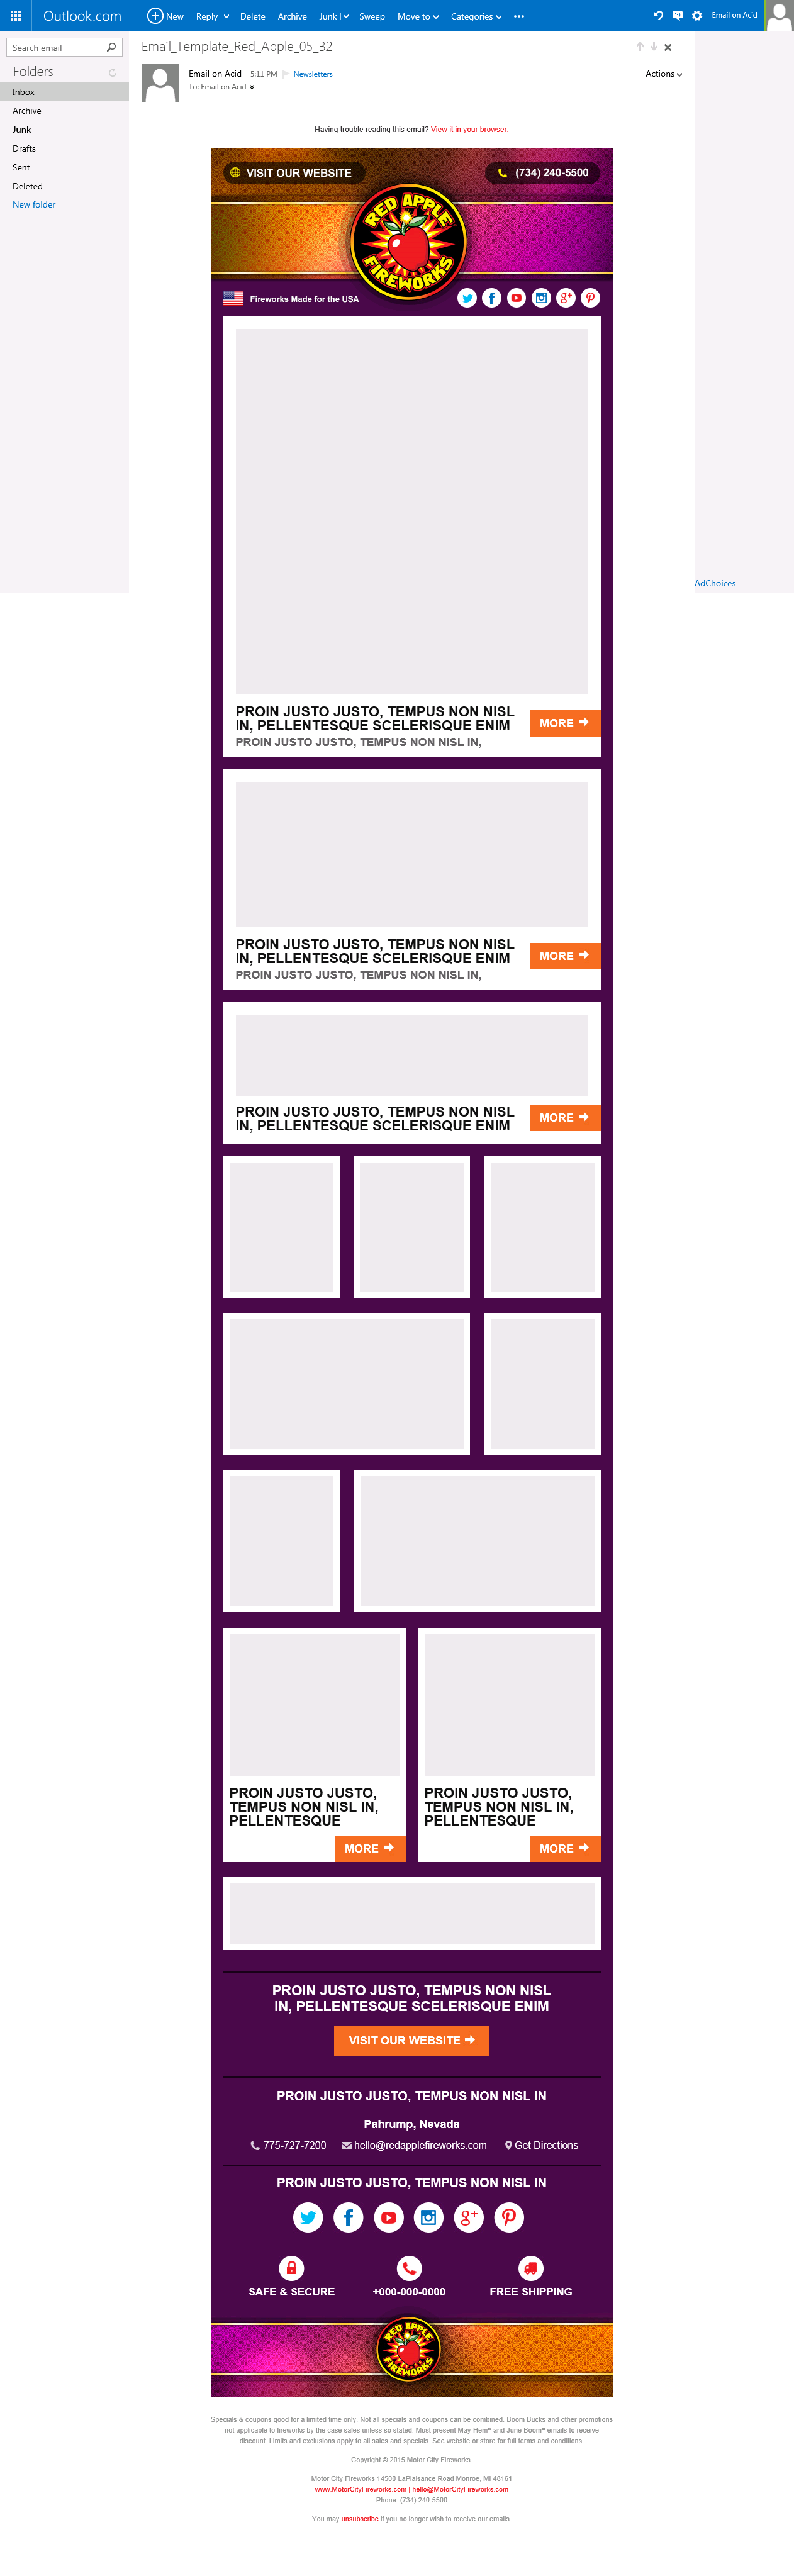 Outlook.com
New Reply Delete Archive Junk Sweep Move to Categories ••• Email on Acid
Search email
Folders
Inbox
Archive
Junk
Drafts
Sent
Deleted
New folder
Email_Template_Red_Apple_05_B2
Email on Acid 5:11 PM Newsletters
Actions
To: Email on Acid
Having trouble reading this email? View it in your browser.
VISIT OUR WEBSITE
(734) 240-5500
RED APPLE
FIREWORKS
Fireworks Made for the USA
AdChoices
PROIN JUSTO JUSTO, TEMPUS NON NISL
IN, PELLENTESQUE SCELERISQUE ENIM
PROIN JUSTO JUSTO, TEMPUS NON NISL IN,
MORE
PROIN JUSTO JUSTO, TEMPUS NON NISL
IN, PELLENTESQUE SCELERISQUE ENIM
PROIN JUSTO JUSTO, TEMPUS NON NISL IN,
MORE
PROIN JUSTO JUSTO, TEMPUS NON NISL
IN, PELLENTESQUE SCELERISQUE ENIM
MORE
PROIN JUSTO JUSTO,
TEMPUS NON NISL IN,
PELLENTESQUE
MORE
PROIN JUSTO JUSTO,
TEMPUS NON NISL IN,
PELLENTESQUE
MORE
PROIN JUSTO JUSTO, TEMPUS NON NISL
IN, PELLENTESQUE SCELERISQUE ENIM
VISIT OUR WEBSITE
PROIN JUSTO JUSTO, TEMPUS NON NISL IN
Pahrump, Nevada
775-727-7200 hello@redapplefireworks.com Get Directions
PROIN JUSTO JUSTO, TEMPUS NON NISL IN
SAFE & SECURE
+000-000-0000
FREE SHIPPING
RED APPLE
FIREWORKS
Specials & coupons good for a limited time only. Not all specials and coupons can be combined. Boom Bucks and other promotions
not applicable to fireworks by the case sales unless so stated. Must present May-Hem℠ and June Boom℠ emails to receive
discount. Limits and exclusions apply to all sales and specials. See website or store for full terms and conditions.
Copyright © 2015 Motor City Fireworks.
Motor City Fireworks 14500 LaPlaisance Road Monroe, MI 48161
www.MotorCityFireworks.com | hello@MotorCityFireworks.com
Phone: (734) 240-5500
You may unsubscribe if you no longer wish to receive our emails.